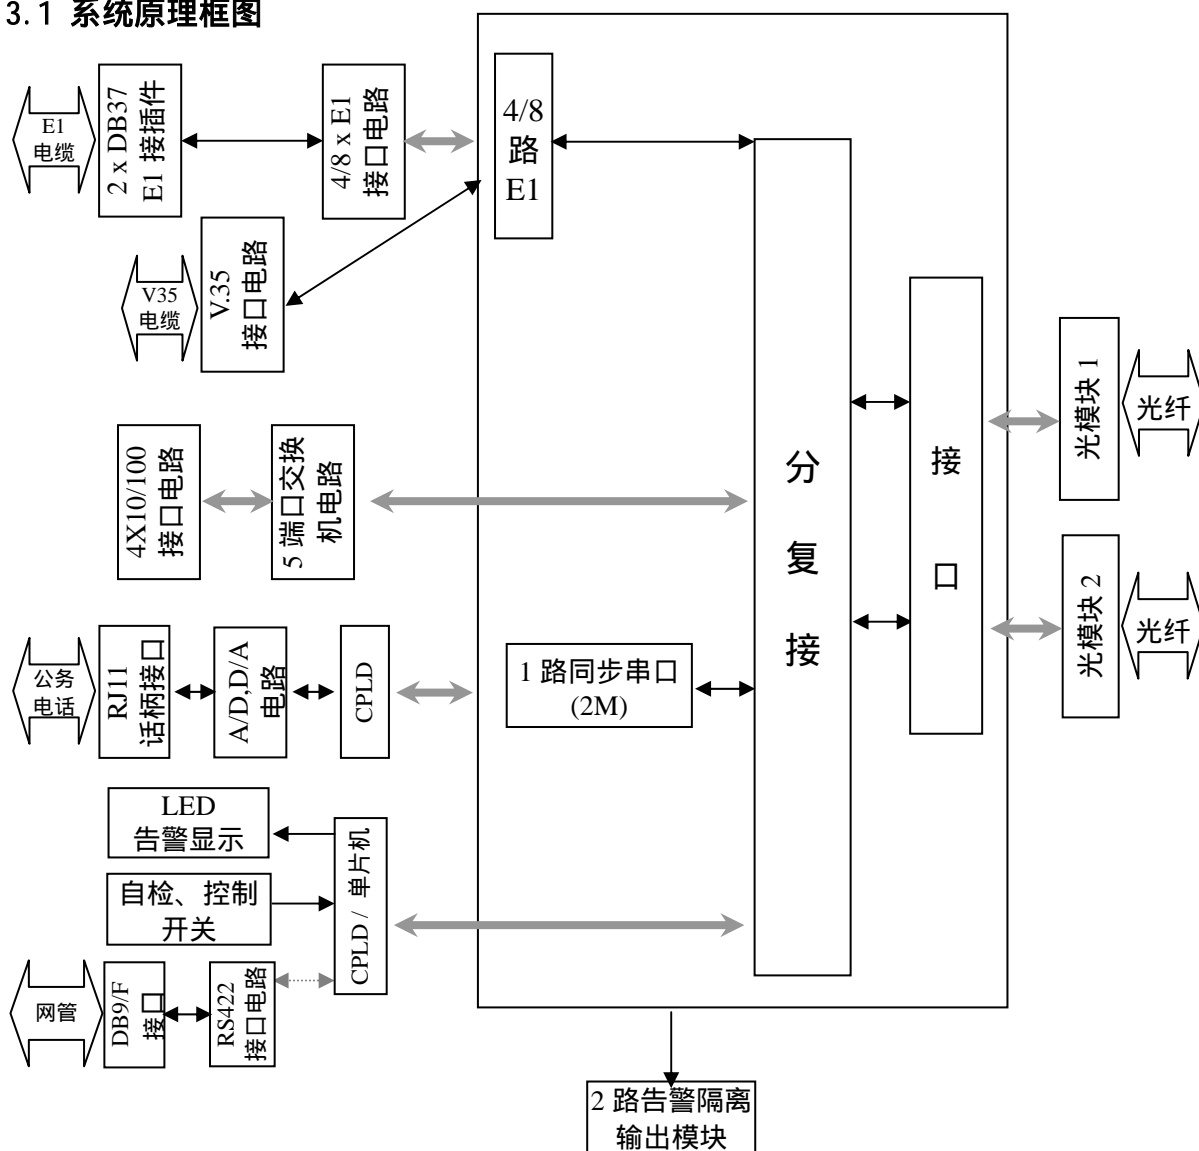 3.1 系统原理框图
E1
电缆
2 x DB37
E1 接插件
4/8 x E1
接口电路
4/8
路
E1
V35
电缆
V.35
接口电路
4X10/100
接口电路
5 端口交换
机电路
分
复
接
接
口
光模块 1
光纤
光模块 2
光纤
公务
电话
RJ11
话柄接口
A/D,D/A
电路
CPLD
1 路同步串口
(2M)
LED
告警显示
自检、控制
开关
CPLD / 单片机
网管
DB9/F
接口
RS422
接口电路
2 路告警隔离
输出模块